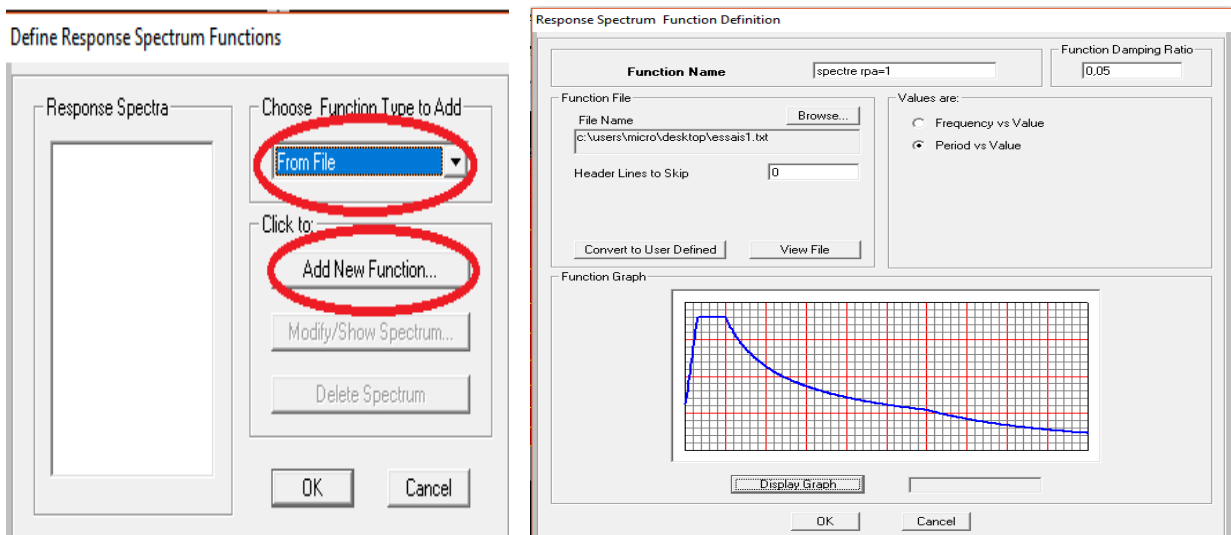 Define Response Spectrum Functions
Response Spectra
Choose Function Type to Add
From File
Click to:
Add New Function...
Modify/Show Spectrum...
Delete Spectrum
OK
Cancel
Response Spectrum Function Definition
Function Name
spectre rpa=1
Function Damping Ratio
0,05
Function File
File Name
Browse...
c:\users\micro\desktop\essais1.txt
Header Lines to Skip
0
Convert to User Defined
View File
Values are:
Frequency vs Value
Period vs Value
Function Graph
Display Graph
OK
Cancel